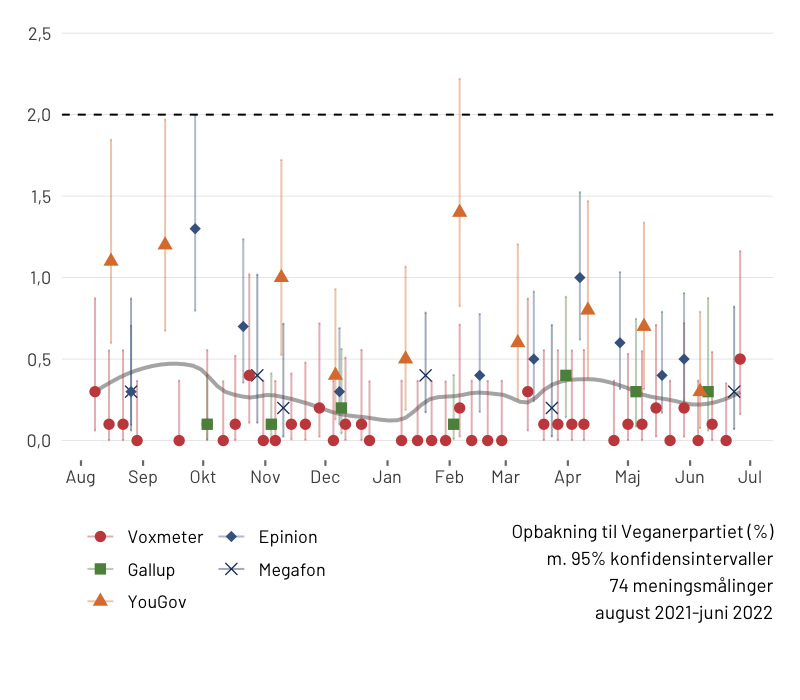 2,5
2,0
1,5
1,0
0,5
0,0
Aug Sep Okt Nov Dec Jan Feb Mar Apr Maj Jun Jul
Voxmeter Epinion
Gallup Megafon
YouGov
Opbakning til Veganerpartiet (%)
m. 95% konfidensintervaller
74 meningsmålinger
august 2021-juni 2022